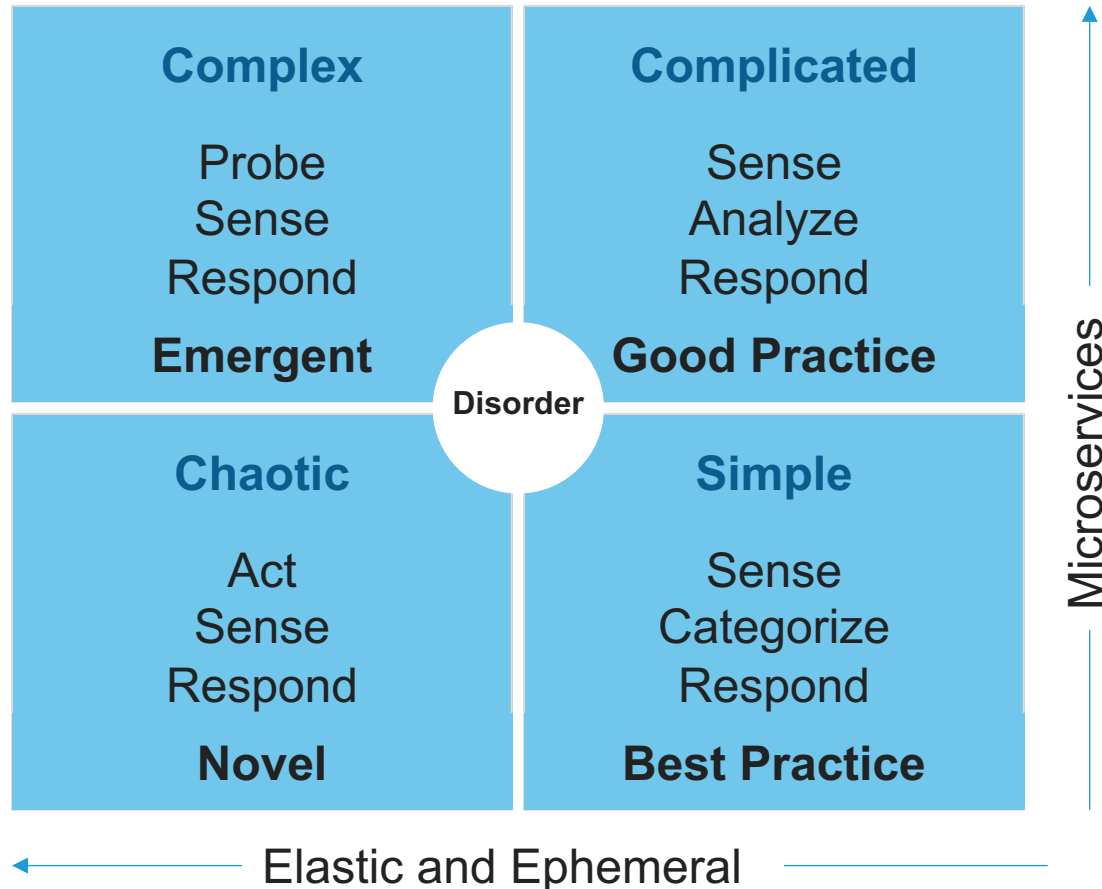 Complex
Probe
Sense
Respond
Emergent
Complicated
Sense
Analyze
Respond
Good Practice
Disorder
Chaotic
Act
Sense
Respond
Novel
Simple
Sense
Categorize
Respond
Best Practice
Microservices
Elastic and Ephemeral